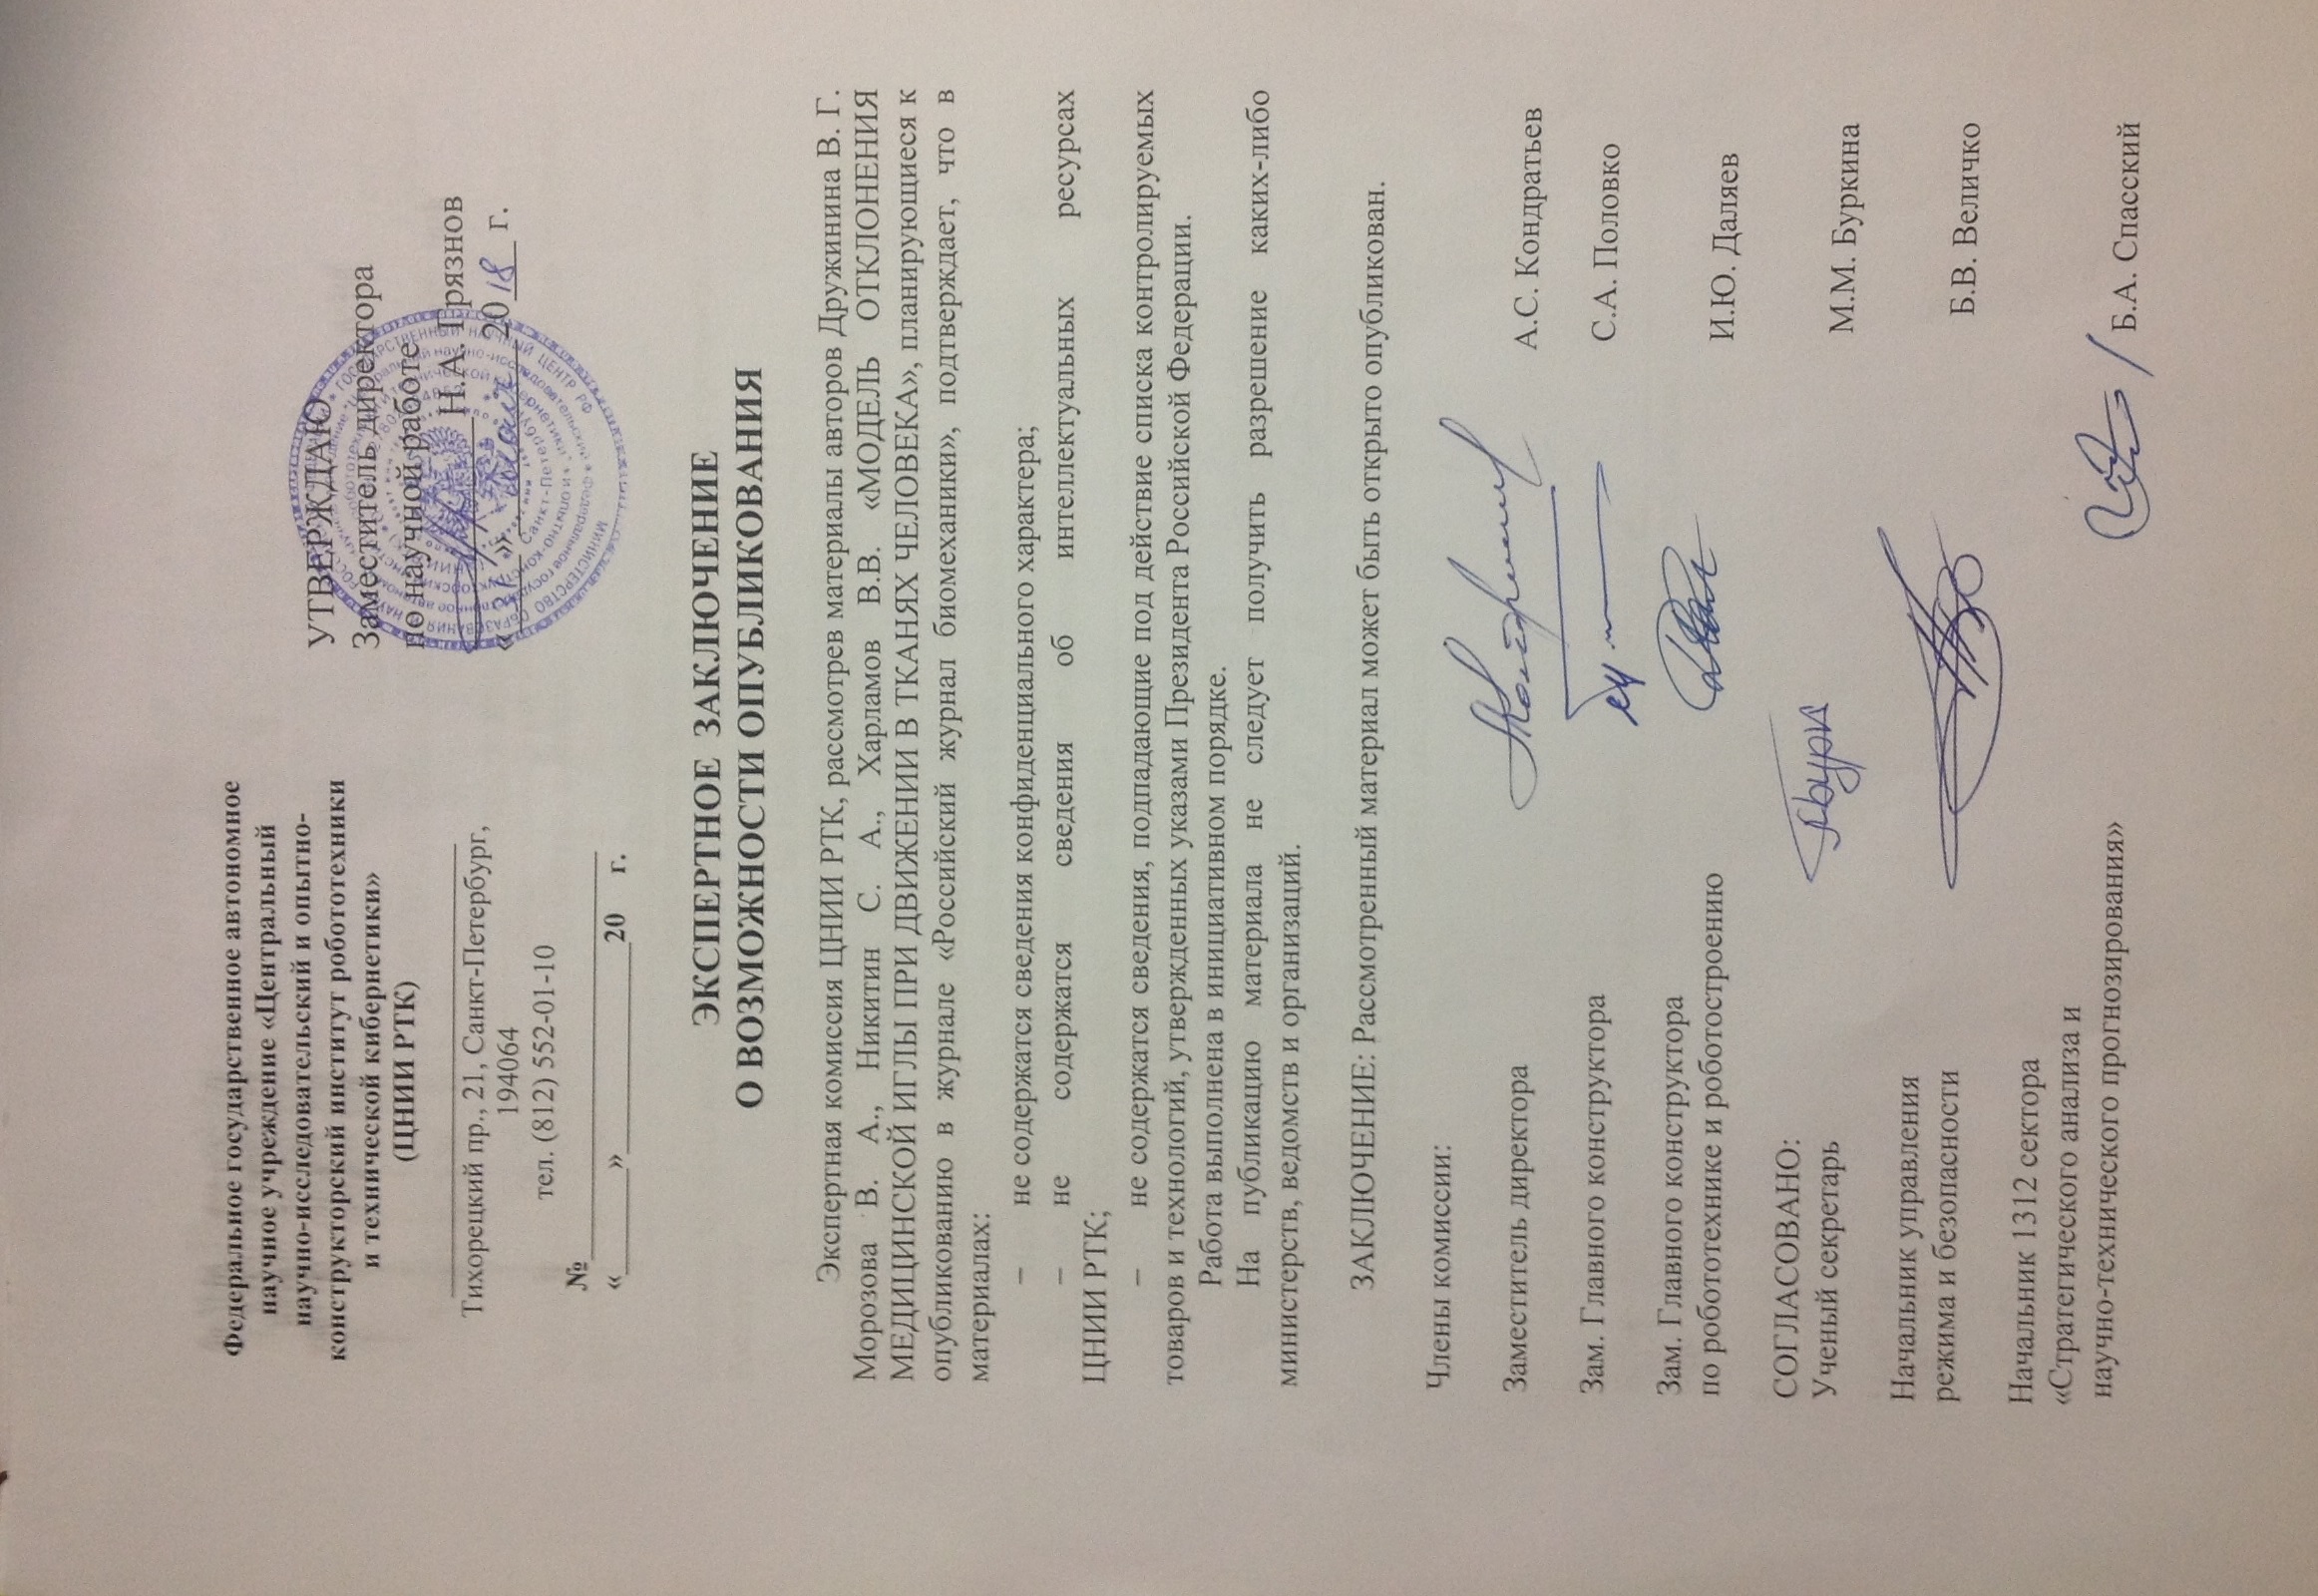 Федеральное государственное автономное
научное учреждение «Центральный
научно-исследовательский и опытно-
конструкторский институт робототехники
и технической кибернетики»
(ЦНИИ РТК)
Тихорецкий пр., 21, Санкт-Петербург,
194064
тел. (812) 552-01-10
№
«____»____________20 г.
УТВЕРЖДАЮ
Заместитель директора
по научной работе
Н.А. Грязнов
2018 г.
ЭКСПЕРТНОЕ ЗАКЛЮЧЕНИЕ
О ВОЗМОЖНОСТИ ОПУБЛИКОВАНИЯ
Экспертная комиссия ЦНИИ РТК, рассмотрев материалы авторов Дружинина В. Г.
Морозова В. А., Никитин С. А., Харламов В.В. «МОДЕЛЬ ОТКЛОНЕНИЯ
МЕДИЦИНСКОЙ ИГЛЫ ПРИ ДВИЖЕНИИ В ТКАНЯХ ЧЕЛОВЕКА», планирующиеся к
опубликованию в журнале «Российский журнал биомеханики», подтверждает, что в
материалах:
– не содержатся сведения конфиденциального характера;
– не содержатся сведения об интеллектуальных ресурсах
ЦНИИ РТК;
– не содержатся сведения, подпадающие под действие списка контролируемых
товаров и технологий, утвержденных указами Президента Российской Федерации.
Работа выполнена в инициативном порядке.
На публикацию материала не следует получить разрешение каких-либо
министерств, ведомств и организаций.
ЗАКЛЮЧЕНИЕ: Рассмотренный материал может быть открыто опубликован.
Члены комиссии:
Заместитель директора А.С. Кондратьев
Зам. Главного конструктора С.А. Половко
Зам. Главного конструктора
по робототехнике и роботостроению И.Ю. Даляев
СОГЛАСОВАНО:
Ученый секретарь М.М. Буркина
Начальник управления
режима и безопасности Б.В. Величко
Начальник 1312 сектора
«Стратегического анализа и
научно-технического прогнозирования» / Б.А. Спасский